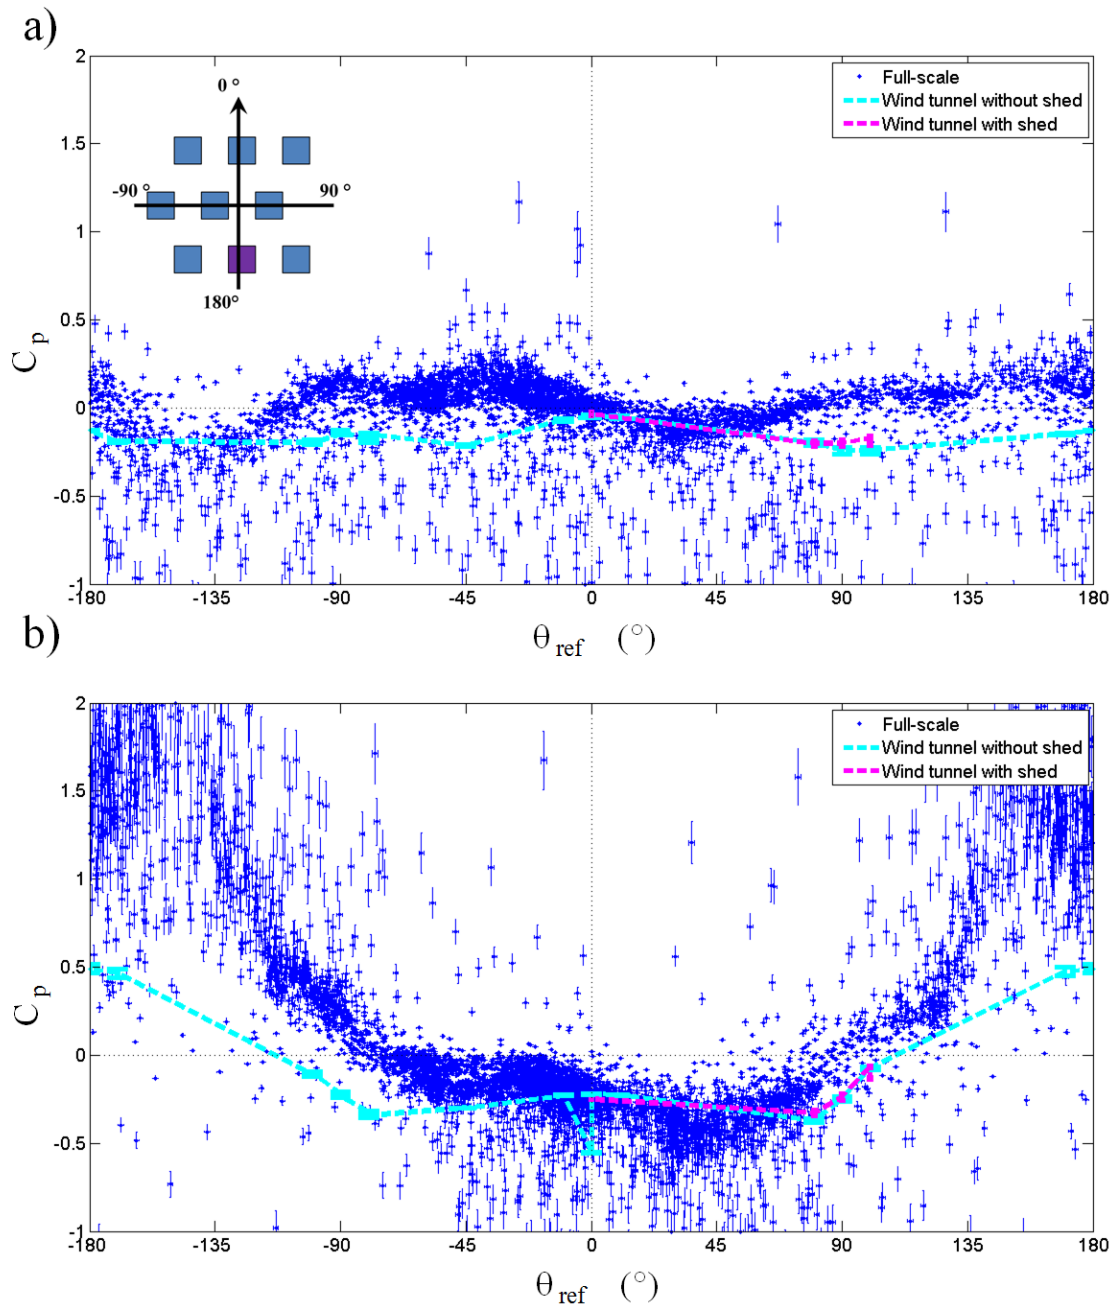 a)
2
1.5
1
0.5
0
-0.5
-1
0 °
-90 °
90 °
180°
Full-scale
Wind tunnel without shed
Wind tunnel with shed
C p
-180 -135 -90 -45 0 45 90 135 180
θ ref (°)
b)
2
1.5
1
0.5
0
-0.5
-1
Full-scale
Wind tunnel without shed
Wind tunnel with shed
C p
-180 -135 -90 -45 0 45 90 135 180
θ ref (°)